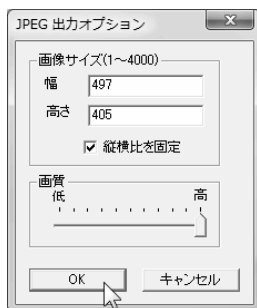 JPEG 出力オプション
画像サイズ(1～4000)
幅 497
高さ 405
縦横比を固定
画質
低 高
OK キャンセル